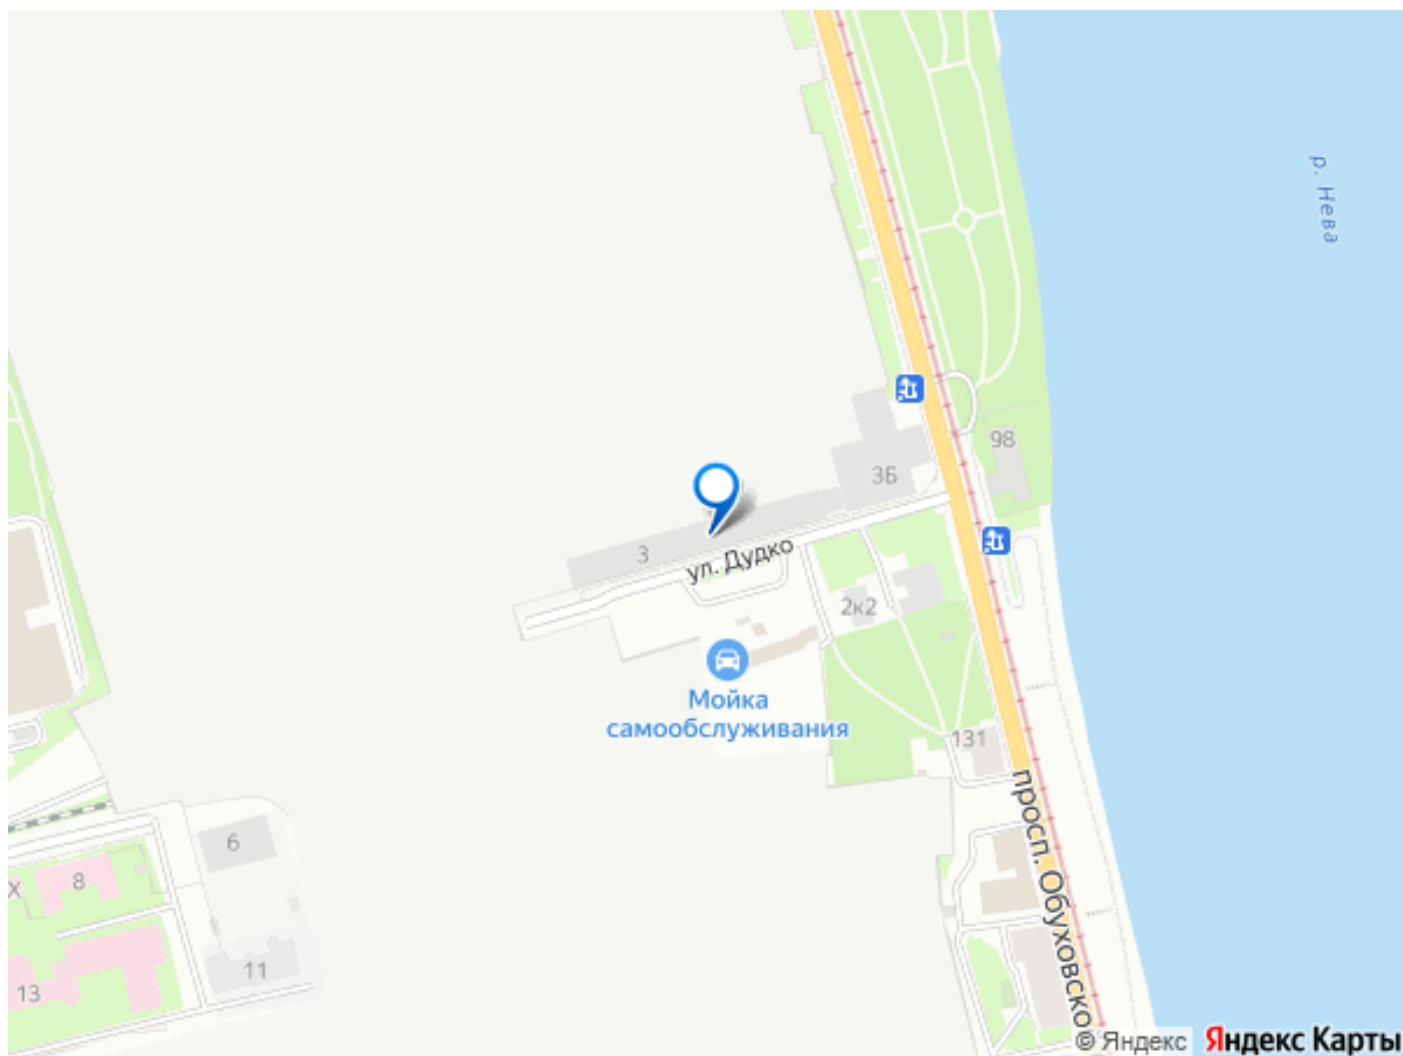 р. Нева
98
3Б
3
ул. Дудко
2к2
Мойка
самообслуживания
131
просп. Обуховско
6
8
Х
11
13
© Яндекс Яндекс Карты